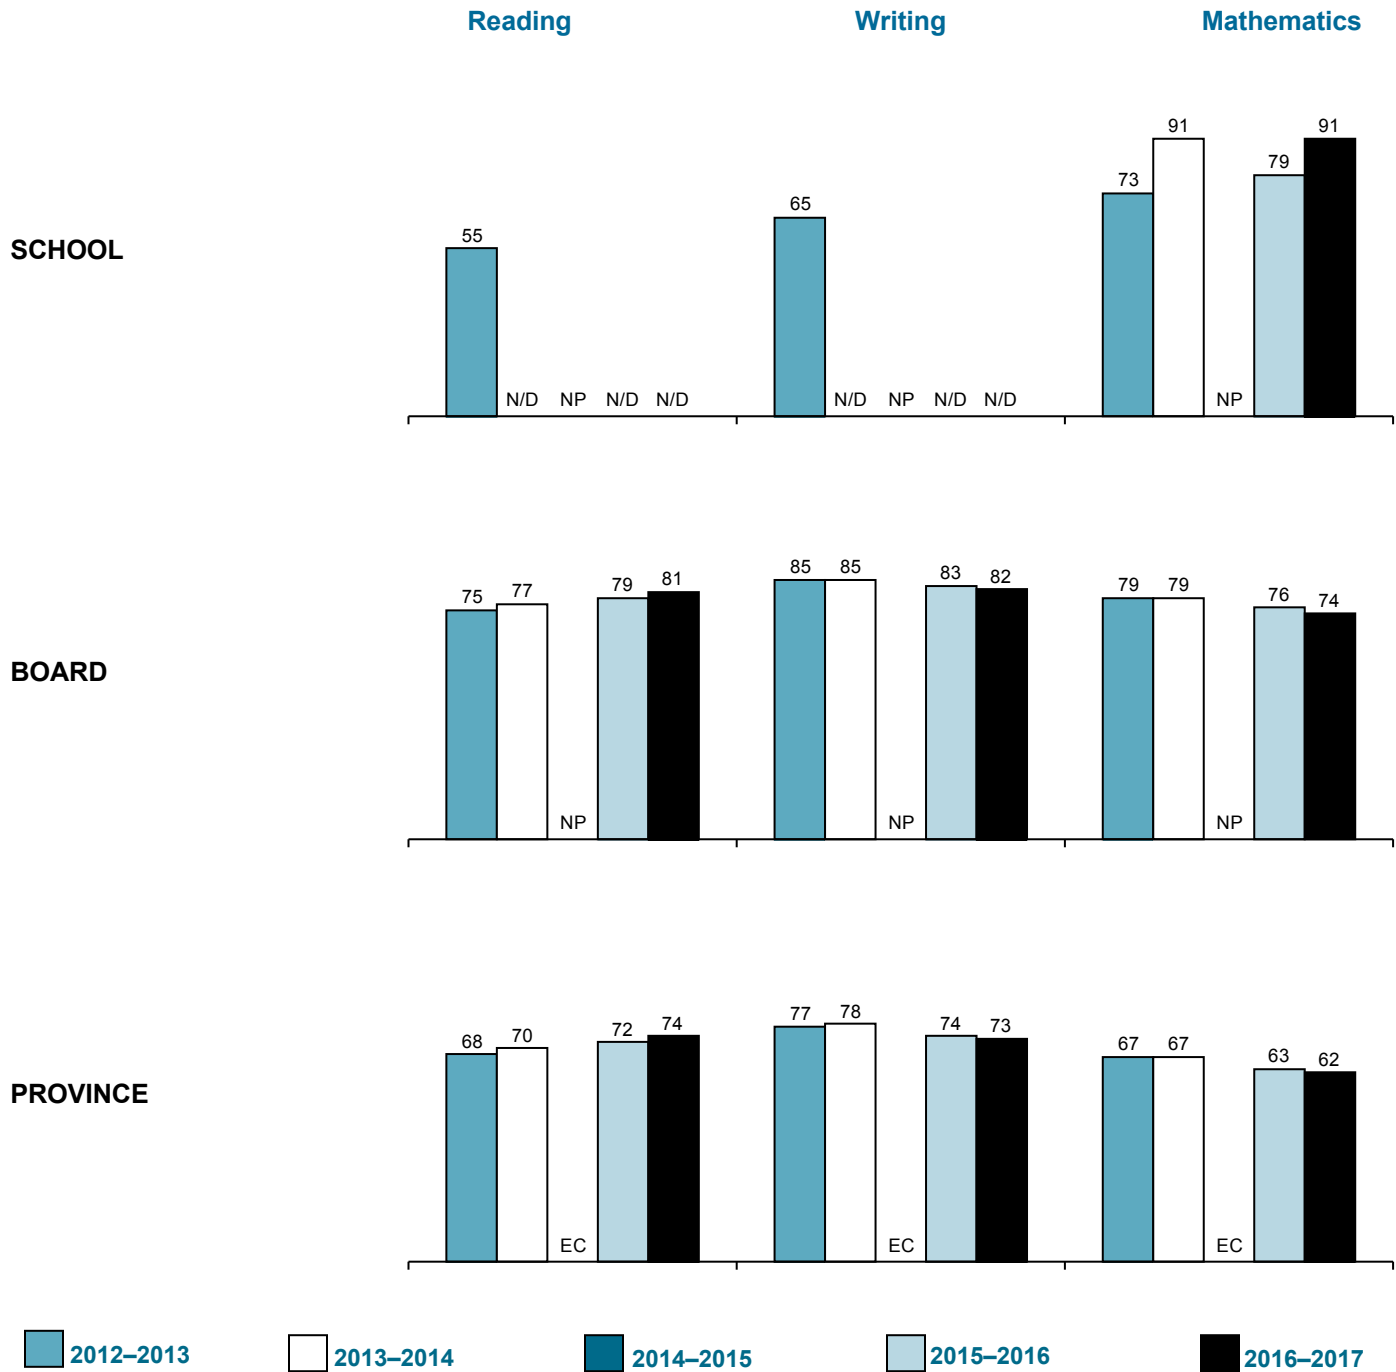 Reading Writing Mathematics
SCHOOL
55 N/D NP N/D N/D
65 N/D NP N/D N/D
73 91 NP 79 91
BOARD
75 77 NP 79 81
85 85 NP 83 82
79 79 NP 76 74
PROVINCE
68 70 EC 72 74
77 78 EC 74 73
67 67 EC 63 62
2012–2013 2013–2014 2014–2015 2015–2016 2016–2017